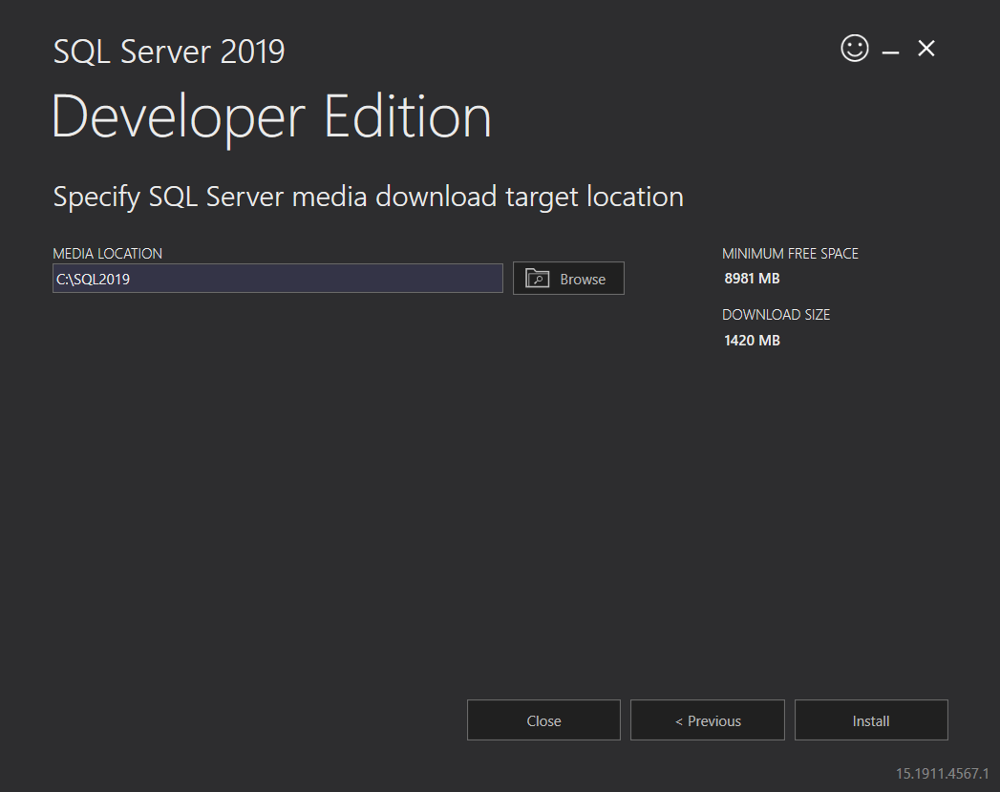 SQL Server 2019
Developer Edition
Specify SQL Server media download target location
MEDIA LOCATION
C:\SQL2019
Browse
MINIMUM FREE SPACE
8981 MB
DOWNLOAD SIZE
1420 MB
Close
< Previous
Install
15.1911.4567.1